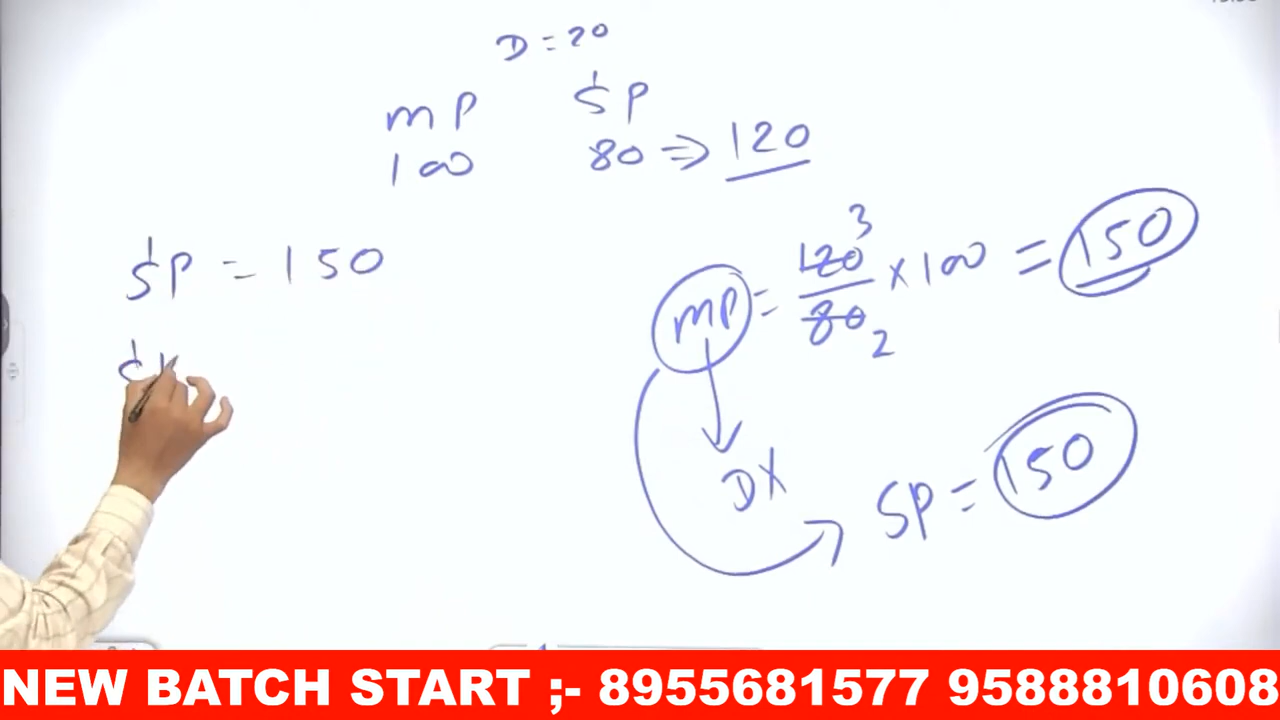 D = 20
MP SP
100 80 ⇒ 120
SP = 150
MP = 120/80 × 100 = 150
3
2
DX
SP = 150
NEW BATCH START ;- 8955681577 9588810608